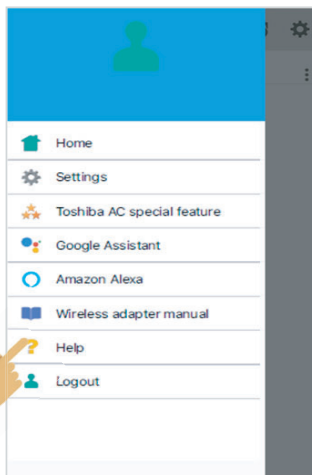 Home
Settings
Toshiba AC special feature
Google Assistant
Amazon Alexa
Wireless adapter manual
Help
Logout